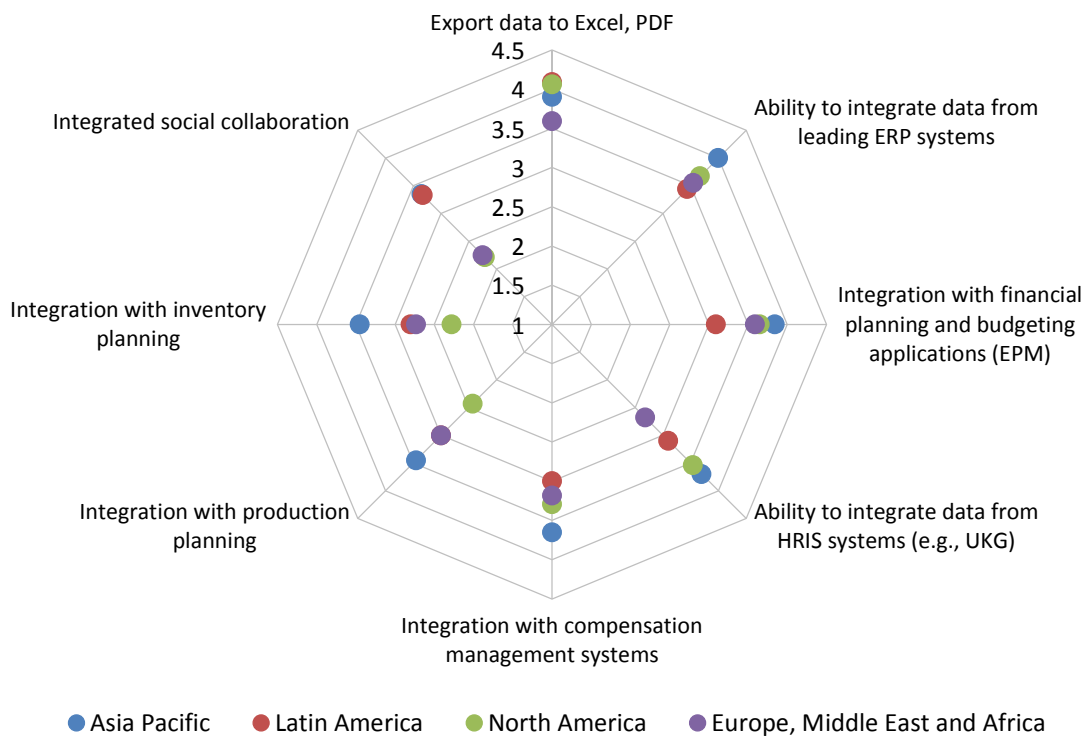 Export data to Excel, PDF
4.5
4
3.5
3
2.5
2
1.5
1
Ability to integrate data from
leading ERP systems
Integration with financial
planning and budgeting
applications (EPM)
Ability to integrate data from
HRIS systems (e.g., UKG)
Integration with compensation
management systems
Integration with production
planning
Integration with inventory
planning
Integrated social collaboration
Asia Pacific
Latin America
North America
Europe, Middle East and Africa